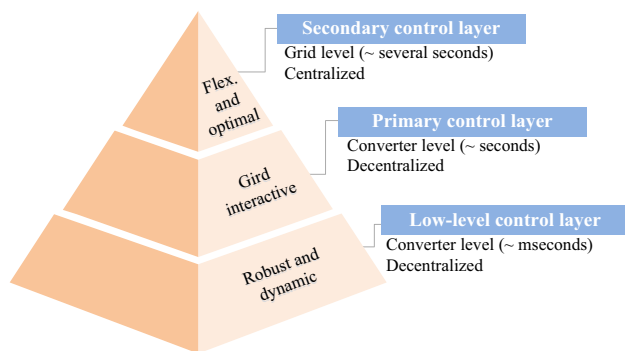 Secondary control layer
Grid level (~ several seconds)
Centralized
Flex.
and
optimal
Primary control layer
Converter level (~ seconds)
Decentralized
Gird
interactive
Low-level control layer
Converter level (~ mseconds)
Decentralized
Robust and
dynamic